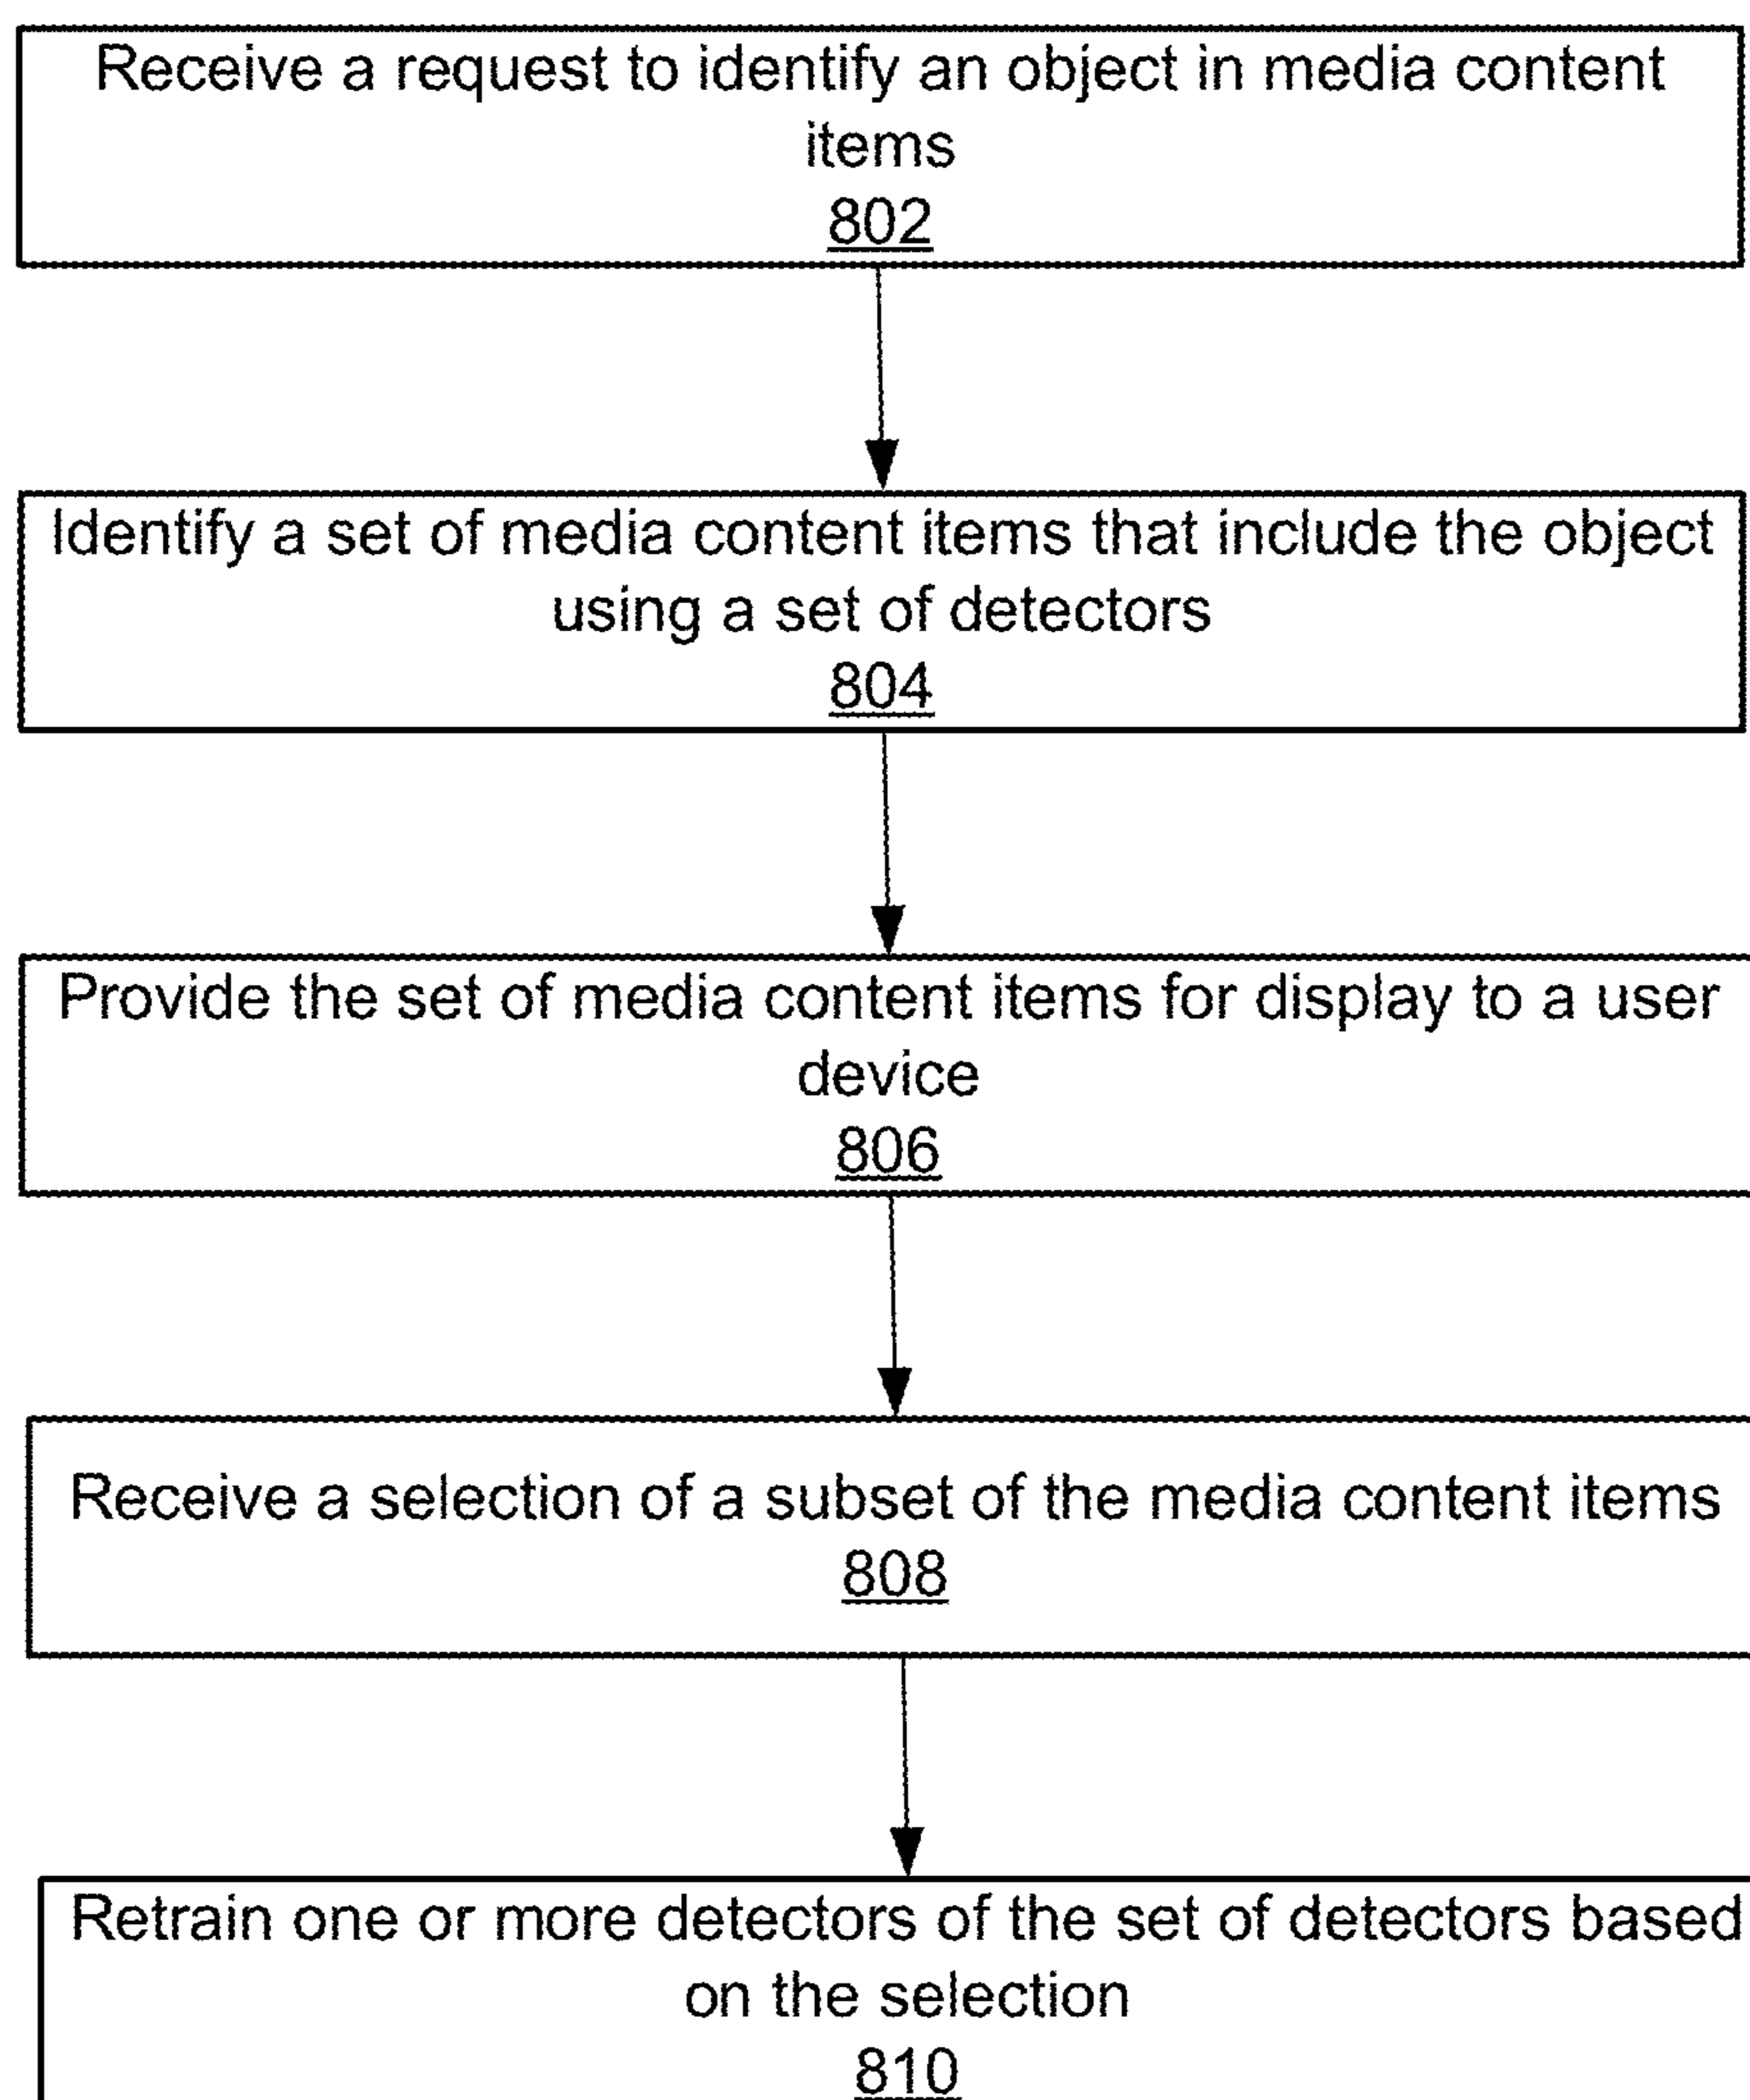 Receive a request to identify an object in media content
items
802
Identify a set of media content items that include the object
using a set of detectors
804
Provide the set of media content items for display to a user
device
806
Receive a selection of a subset of the media content items
808
Retrain one or more detectors of the set of detectors based
on the selection
810